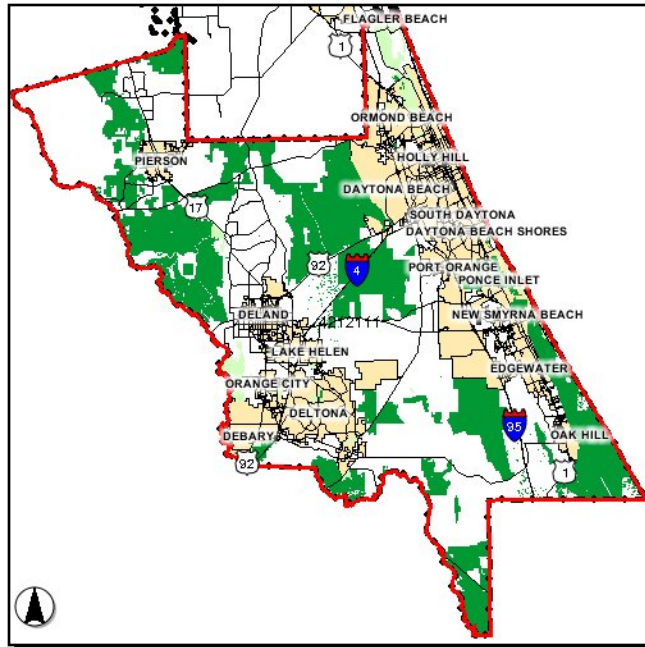 FLAGLER BEACH
1
ORMOND BEACH
HOLLY HILL
PIERSON
DAYTONA BEACH
17
SOUTH DAYTONA
DAYTONA BEACH SHORES
92
4
PORT ORANGE
PONCE INLET
DELAND
4212111
NEW SMYRNA BEACH
LAKE HELEN
EDGEWATER
ORANGE CITY
DELTONA
95
DEBARY
OAK HILL
92
1